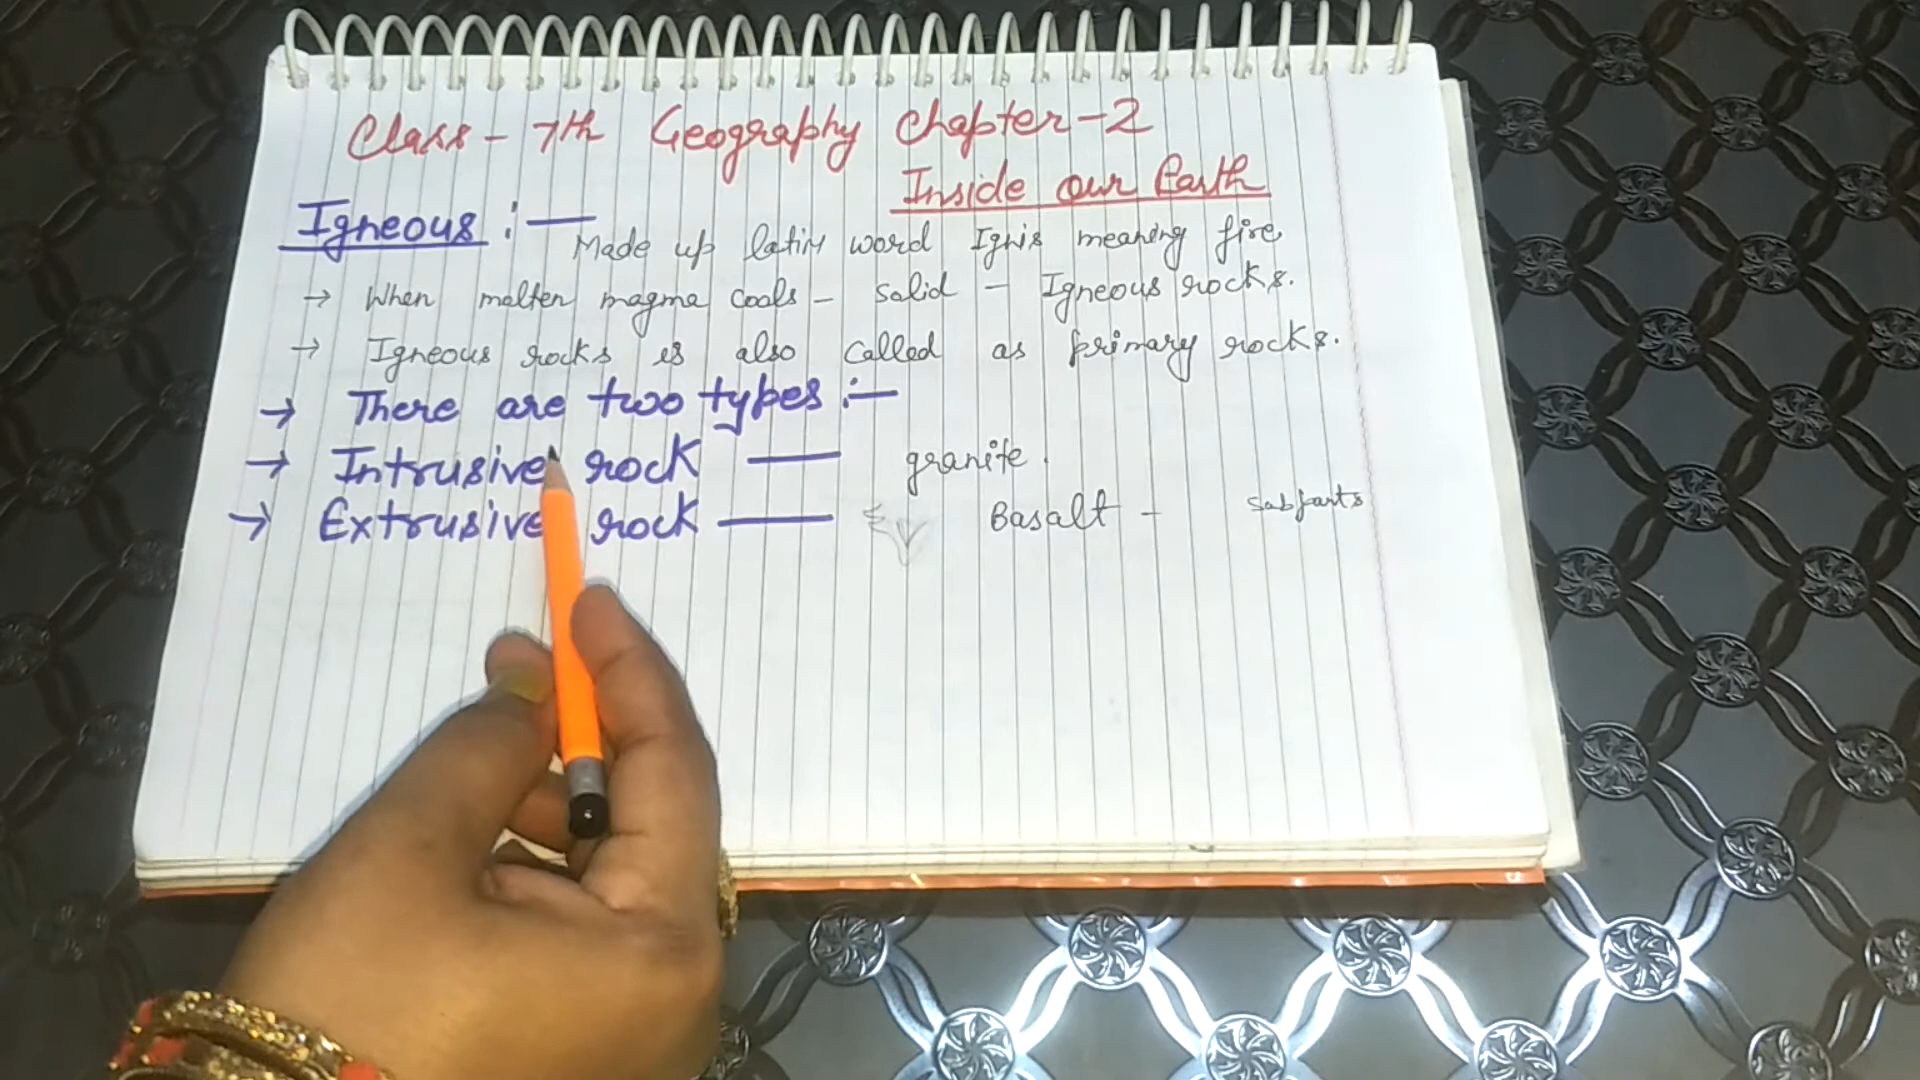 Class - 7th Geography Chapter-2
Inside our Earth
Igneous :-
Made up latin word Ignis meaning fire
→ When molten magma cools - solid - Igneous rocks.
→ Igneous rocks is also called as primary rocks.
→ There are two types :-
→ Intrusive rock — granite.
→ Extrusive rock — Basalt -